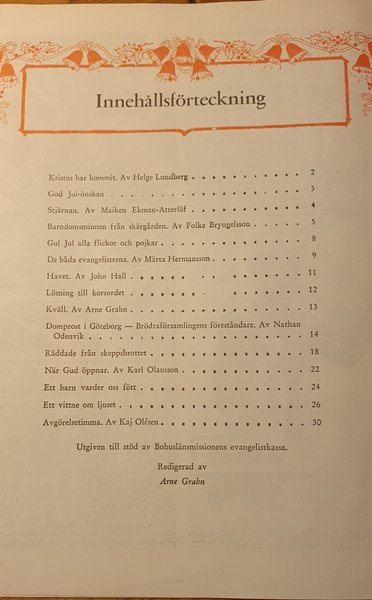 Innehållsförteckning
Kristus har kommit. Av Helge Lundberg . . . . . . . . . . 2
God Jul-önskan . . . . . . . . . . . . . . . . 3
Stjärnan. Av Maiken Ekman-Atterlöf . . . . . . . . . . 4
Barndomsminnen från skärgården. Av Folke Bryngelsson . . . . . 5
Gul Jul alla flickor och pojkar . . . . . . . . . . . . 8
De båda evangelisterna. Av Märta Hermansson . . . . . . . 9
Havet. Av John Hall . . . . . . . . . . . . . 11
Lösning till korsordet . . . . . . . . . . . . 12
Kväll. Av Arne Grahn . . . . . . . . . . . . . 13
Domprost i Göteborg — Brödraförsamlingens föreståndare. Av Nathan
Odenvik . . . . . . . . . . . . . . . . . 14
Räddade från skeppsbrottet . . . . . . . . . . . . 18
När Gud öppnar. Av Karl Olausson . . . . . . . . . . 22
Ett barn varder oss fött . . . . . . . . . . . . . 24
Ett vittne om ljuset . . . . . . . . . . . . . . 26
Avgörelsetimma. Av Kaj Olésen . . . . . . . . . . . 30
Utgiven till stöd av Bohuslänsmissionens evangelistkassa.
Redigerad av
Arne Grahn